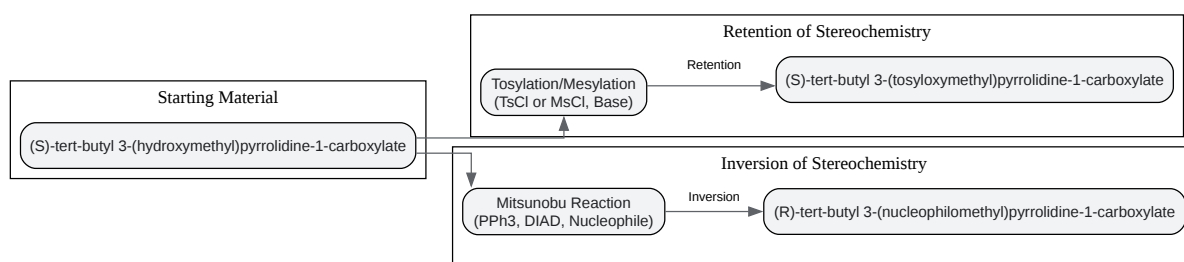 Retention of Stereochemistry
Tosylation/Mesylation
(TsCl or MsCl, Base)
Retention
(S)-tert-butyl 3-(tosyloxymethyl)pyrrolidine-1-carboxylate
Starting Material
(S)-tert-butyl 3-(hydroxymethyl)pyrrolidine-1-carboxylate
Inversion of Stereochemistry
Mitsunobu Reaction
(PPh3, DIAD, Nucleophile)
Inversion
(R)-tert-butyl 3-(nucleophilomethyl)pyrrolidine-1-carboxylate